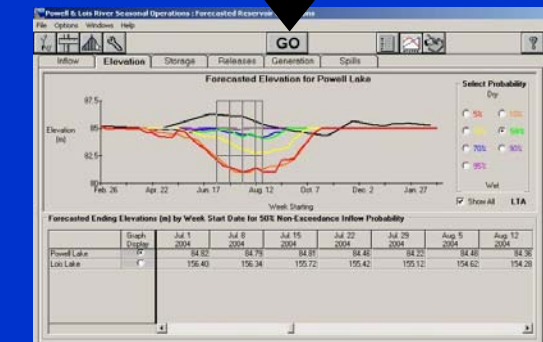 Powell & Lois River Seasonal Operations : Forecasted Reservoir
File Options Windows Help
GO
Inflow Elevation Storage Releases Generation Spills
Forecasted Elevation for Powell Lake
Select Probability
Dry
87.5
Elevation
(m)
85
82.5
80
5%
50%
70% 90%
95%
Wet
Feb. 26 Apr. 22 Jun. 17 Aug. 12 Oct. 7 Dec. 2 Jan. 27
Week Starting
Show All LTA
Forecasted Ending Elevations (m) by Week Start Date for 50% Non-Exceedance Inflow Probability
Graph Display Jul. 1 2004 Jul. 8 2004 Jul. 15 2004 Jul. 22 2004 Jul. 29 2004 Aug. 5 2004 Aug. 12 2004
Powell Lake 84.82 84.79 84.81 84.46 84.22 84.48 84.36
Lois Lake 156.40 156.34 155.72 155.42 155.12 154.62 154.28